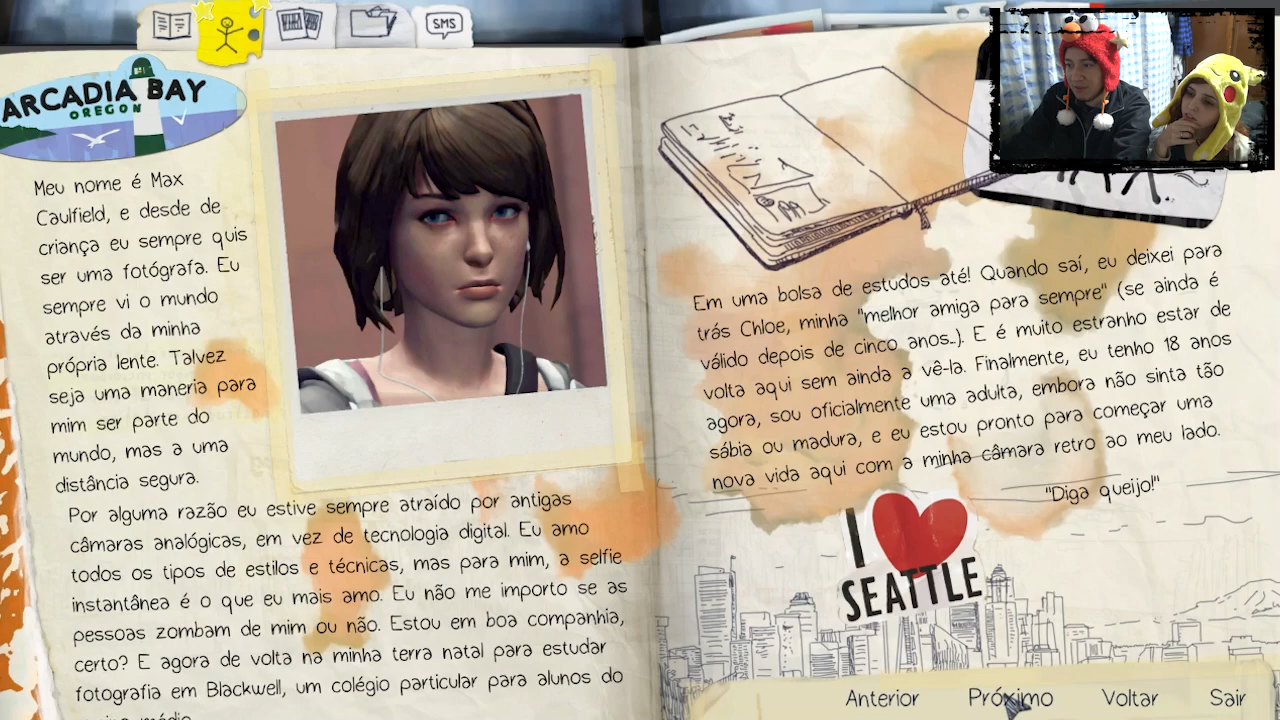 SMS
ARCADIA BAY
OREGON
Meu nome é Max
Caulfield, e desde de
criança eu sempre quis
ser uma fotógrafa. Eu
sempre vi o mundo
através da minha
própria lente. Talvez
seja uma maneria para
mim ser parte do
mundo, mas a uma
distância segura.
Por alguma razão eu estive sempre atraído por antigas
câmaras analógicas, em vez de tecnologia digital. Eu amo
todos os tipos de estilos e técnicas, mas para mim, a selfie
instantânea é o que eu mais amo. Eu não me importo se as
pessoas zombam de mim ou não. Estou em boa companhia,
certo? E agora de volta na minha terra natal para estudar
fotografia em Blackwell, um colégio particular para alunos do
Em uma bolsa de estudos até! Quando saí, eu deixei para
trás Chloe, minha "melhor amiga para sempre" (se ainda é
válido depois de cinco anos..). E é muito estranho estar de
volta aqui sem ainda a vê-la. Finalmente, eu tenho 18 anos
agora, sou oficialmente uma adulta, embora não sinta tão
sábia ou madura, e eu estou pronto para começar uma
nova vida aqui com a minha câmara retro ao meu lado.
"Diga queijo!"
I
SEATTLE
Anterior Próximo Voltar Sair